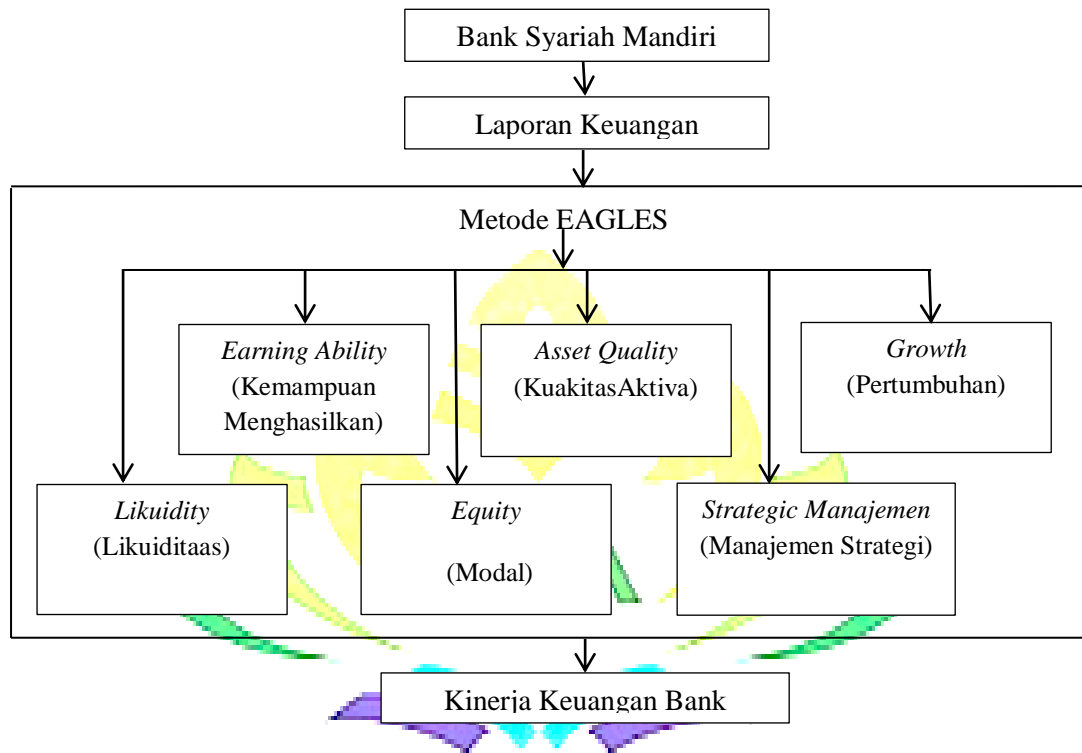 Bank Syariah Mandiri
Laporan Keuangan
Metode EAGLES
Earning Ability
(Kemampuan
Menghasilkan)
Asset Quality
(KuakitasAktiva)
Growth
(Pertumbuhan)
Likuidity
(Likuiditaas)
Equity
(Modal)
Strategic Manajemen
(Manajemen Strategi)
Kinerja Keuangan Bank